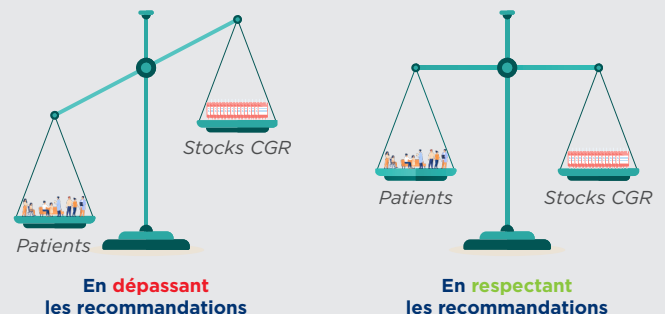 Stocks CGR
Patients
En dépassant
les recommandations
Patients
Stocks CGR
En respectant
les recommandations